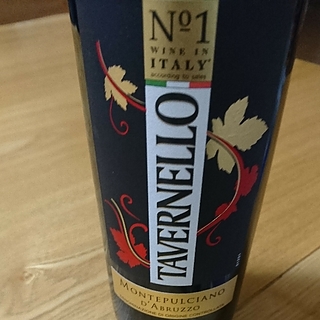 Nº1
WINE IN
ITALY*
according to sales
TAVERNELLO
MONTEPULCIANO
D'ABRUZZO